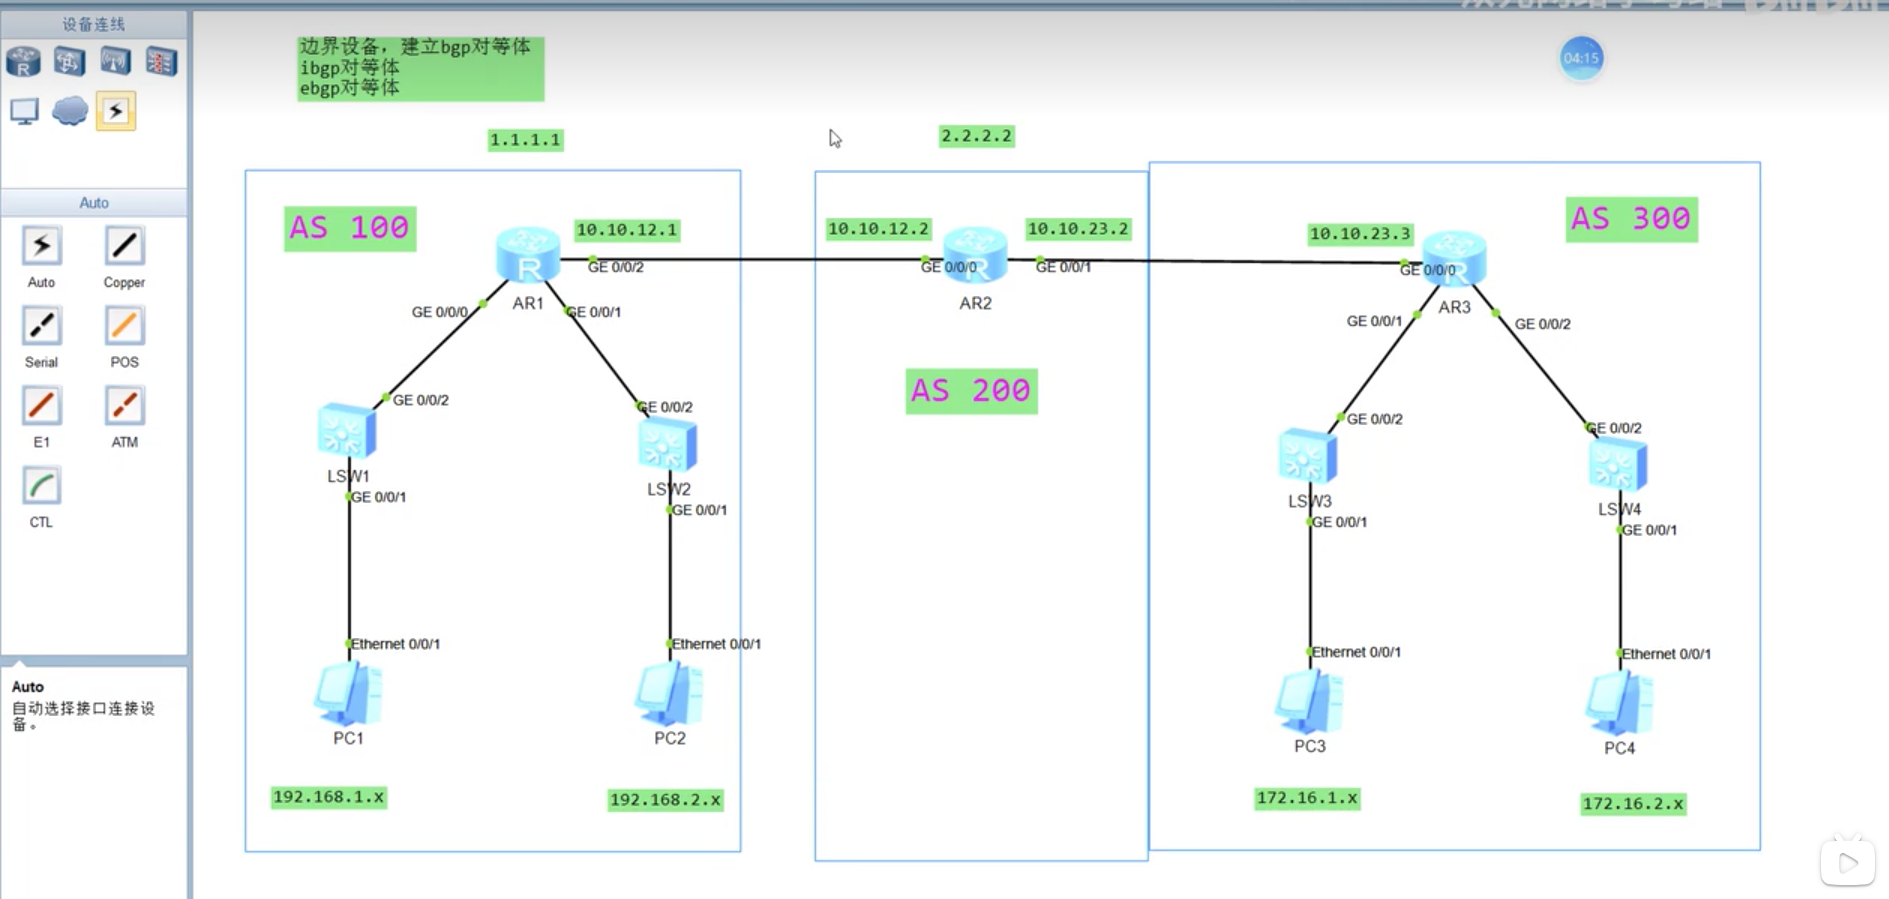 设备连线
边界设备，建立bgp对等体
ibgp对等体
ebgp对等体
04:15
1.1.1.1
2.2.2.2
Auto
AS 100
10.10.12.1
10.10.12.2
10.10.23.2
10.10.23.3
AS 300
GE 0/0/2
GE 0/0/0
GE 0/0/1
GE 0/0/0
R
R
R
R
AR1
AR2
AR3
GE 0/0/0
GE 0/0/1
GE 0/0/1
GE 0/0/2
Auto
Copper
Serial
POS
E1
ATM
CTL
AS 200
GE 0/0/2
GE 0/0/2
GE 0/0/2
GE 0/0/2
LSW1
LSW2
LSW3
LSW4
GE 0/0/1
GE 0/0/1
GE 0/0/1
GE 0/0/1
Ethernet 0/0/1
Ethernet 0/0/1
Ethernet 0/0/1
Ethernet 0/0/1
PC1
PC2
PC3
PC4
192.168.1.x
192.168.2.x
172.16.1.x
172.16.2.x
Auto
自动选择接口连接设
备。